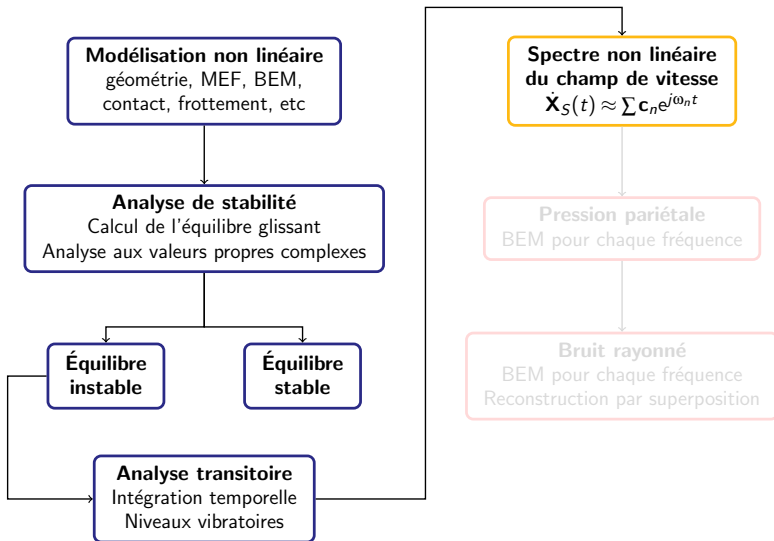 Modélisation non linéaire
géométrie, MEF, BEM,
contact, frottement, etc
Analyse de stabilité
Calcul de l'équilibre glissant
Analyse aux valeurs propres complexes
Équilibre
instable
Équilibre
stable
Analyse transitoire
Intégration temporelle
Niveaux vibratoires
Spectre non linéaire
du champ de vitesse
Ẋ_S(t) ≈ ∑ c_n e^{jω_n t}
Pression pariétale
BEM pour chaque fréquence
Bruit rayonné
BEM pour chaque fréquence
Reconstruction par superposition